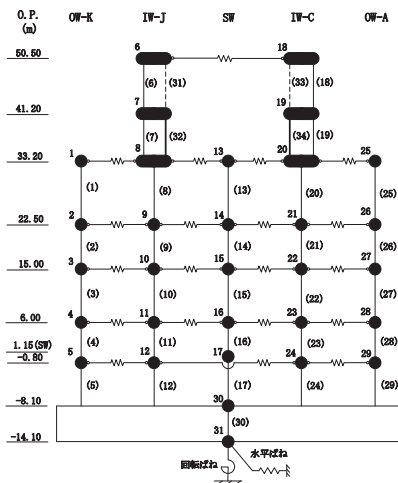 O.P. OW-K IW-J SW IW-C OW-A
(m)
50.50 6 18
(6) (31) (33) (18)
41.20 7 19
(7) (32) (34) (19)
33.20 1 8 13 20 25
(1) (8) (13) (20) (25)
22.50 2 9 14 21 26
(2) (9) (14) (21) (26)
15.00 3 10 15 22 27
(3) (10) (15) (22) (27)
6.00 4 11 16 23 28
(4) (11) (16) (23) (28)
1.15(SW) 17
-0.80 5 12 24 29
(5) (12) (17) (24) (29)
-8.10 30
(30)
-14.10 31
水平ばね
回転ばね